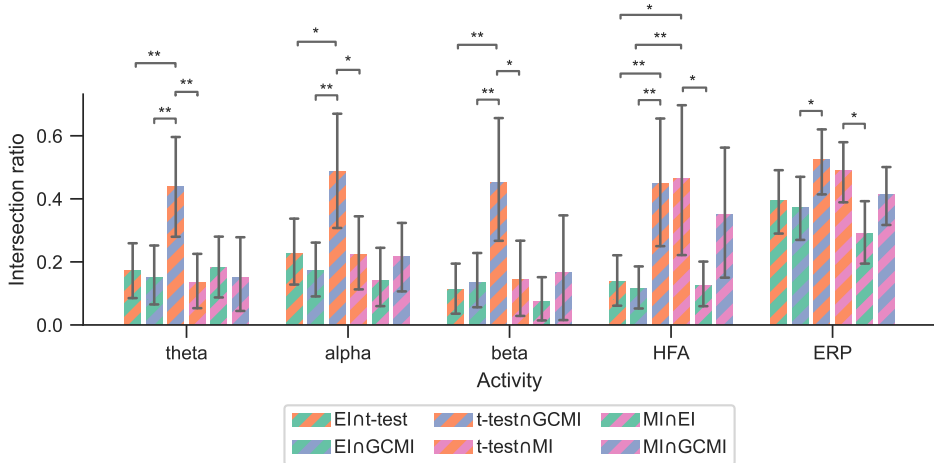 *
* ** *
** ** * ** *
** * *
** ** ** ** *
0.6
0.4
0.2
0.0
Intersection ratio
theta alpha beta HFA ERP
Activity
EI∩t-test t-test∩GCMI MI∩EI
EI∩GCMI t-test∩MI MI∩GCMI